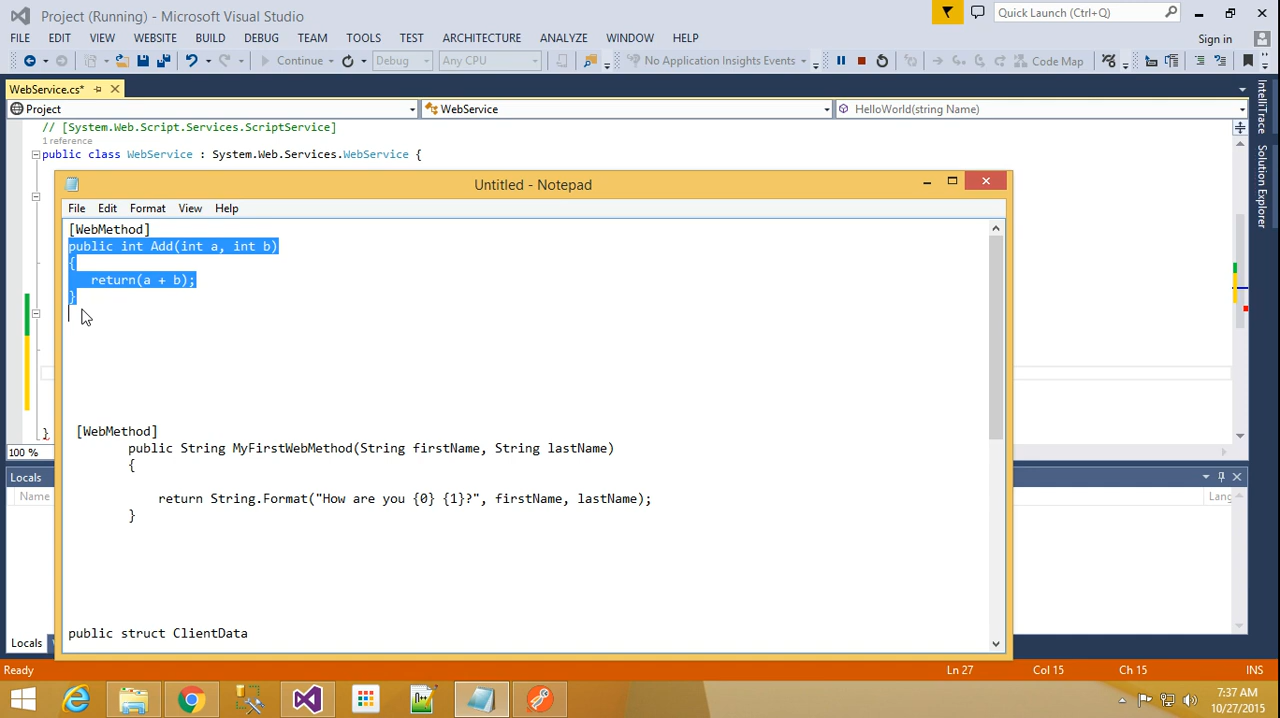 Project (Running) - Microsoft Visual Studio
Quick Launch (Ctrl+Q)
FILE EDIT VIEW WEBSITE BUILD DEBUG TEAM TOOLS TEST ARCHITECTURE ANALYZE WINDOW HELP
Sign in
Continue Debug Any CPU No Application Insights Events Code Map
WebService.cs*
Project WebService HelloWorld(string Name)
// [System.Web.Script.Services.ScriptService]
1 reference
public class WebService : System.Web.Services.WebService {
IntelliTrace
Solution Explorer
Untitled - Notepad
File Edit Format View Help
[WebMethod]
public int Add(int a, int b)
{
return(a + b);
}
[WebMethod]
public String MyFirstWebMethod(String firstName, String lastName)
{
return String.Format("How are you {0} {1}?", firstName, lastName);
}
public struct ClientData
}
100 %
Locals
Name
Lang
Locals
Ready Ln 27 Col 15 Ch 15 INS
7:37 AM
10/27/2015